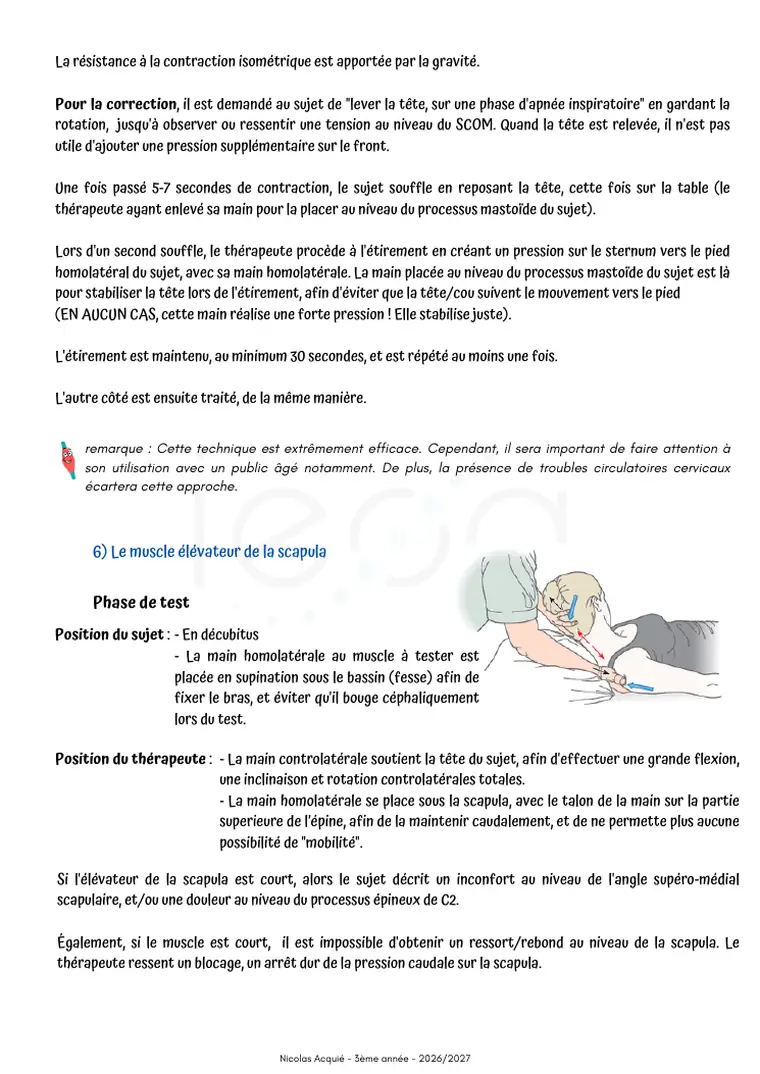 La résistance à la contraction isométrique est apportée par la gravité.
Pour la correction, il est demandé au sujet de "lever la tête, sur une phase d'apnée inspiratoire" en gardant la
rotation, jusqu'à observer ou ressentir une tension au niveau du SCOM. Quand la tête est relevée, il n'est pas
utile d'ajouter une pression supplémentaire sur le front.
Une fois passé 5-7 secondes de contraction, le sujet souffle en reposant la tête, cette fois sur la table (le
thérapeute ayant enlevé sa main pour la placer au niveau du processus mastoïde du sujet).
Lors d'un second souffle, le thérapeute procède à l'étirement en créant un pression sur le sternum vers le pied
homolatéral du sujet, avec sa main homolatérale. La main placée au niveau du processus mastoïde du sujet est là
pour stabiliser la tête lors de l'étirement, afin d'éviter que la tête/cou suivent le mouvement vers le pied
(EN AUCUN CAS, cette main réalise une forte pression ! Elle stabilise juste).
L'étirement est maintenu, au minimum 30 secondes, et est répété au moins une fois.
L'autre côté est ensuite traité, de la même manière.
remarque : Cette technique est extrêmement efficace. Cependant, il sera important de faire attention à
son utilisation avec un public âgé notamment. De plus, la présence de troubles circulatoires cervicaux
écartera cette approche.
6) Le muscle élévateur de la scapula
Phase de test
Position du sujet : - En décubitus
- La main homolatérale au muscle à tester est
placée en supination sous le bassin (fesse) afin de
fixer le bras, et éviter qu'il bouge céphaliquement
lors du test.
Position du thérapeute : - La main controlatérale soutient la tête du sujet, afin d'effectuer une grande flexion,
une inclinaison et rotation controlatérales totales.
- La main homolatérale se place sous la scapula, avec le talon de la main sur la partie
superieure de l'épine, afin de la maintenir caudalement, et de ne permette plus aucune
possibilité de "mobilité".
Si l'élévateur de la scapula est court, alors le sujet décrit un inconfort au niveau de l'angle supéro-médial
scapulaire, et/ou une douleur au niveau du processus épineux de C2.
Également, si le muscle est court, il est impossible d'obtenir un ressort/rebond au niveau de la scapula. Le
thérapeute ressent un blocage, un arrêt dur de la pression caudale sur la scapula.
Nicolas Acquié - 3ème année - 2026/2027